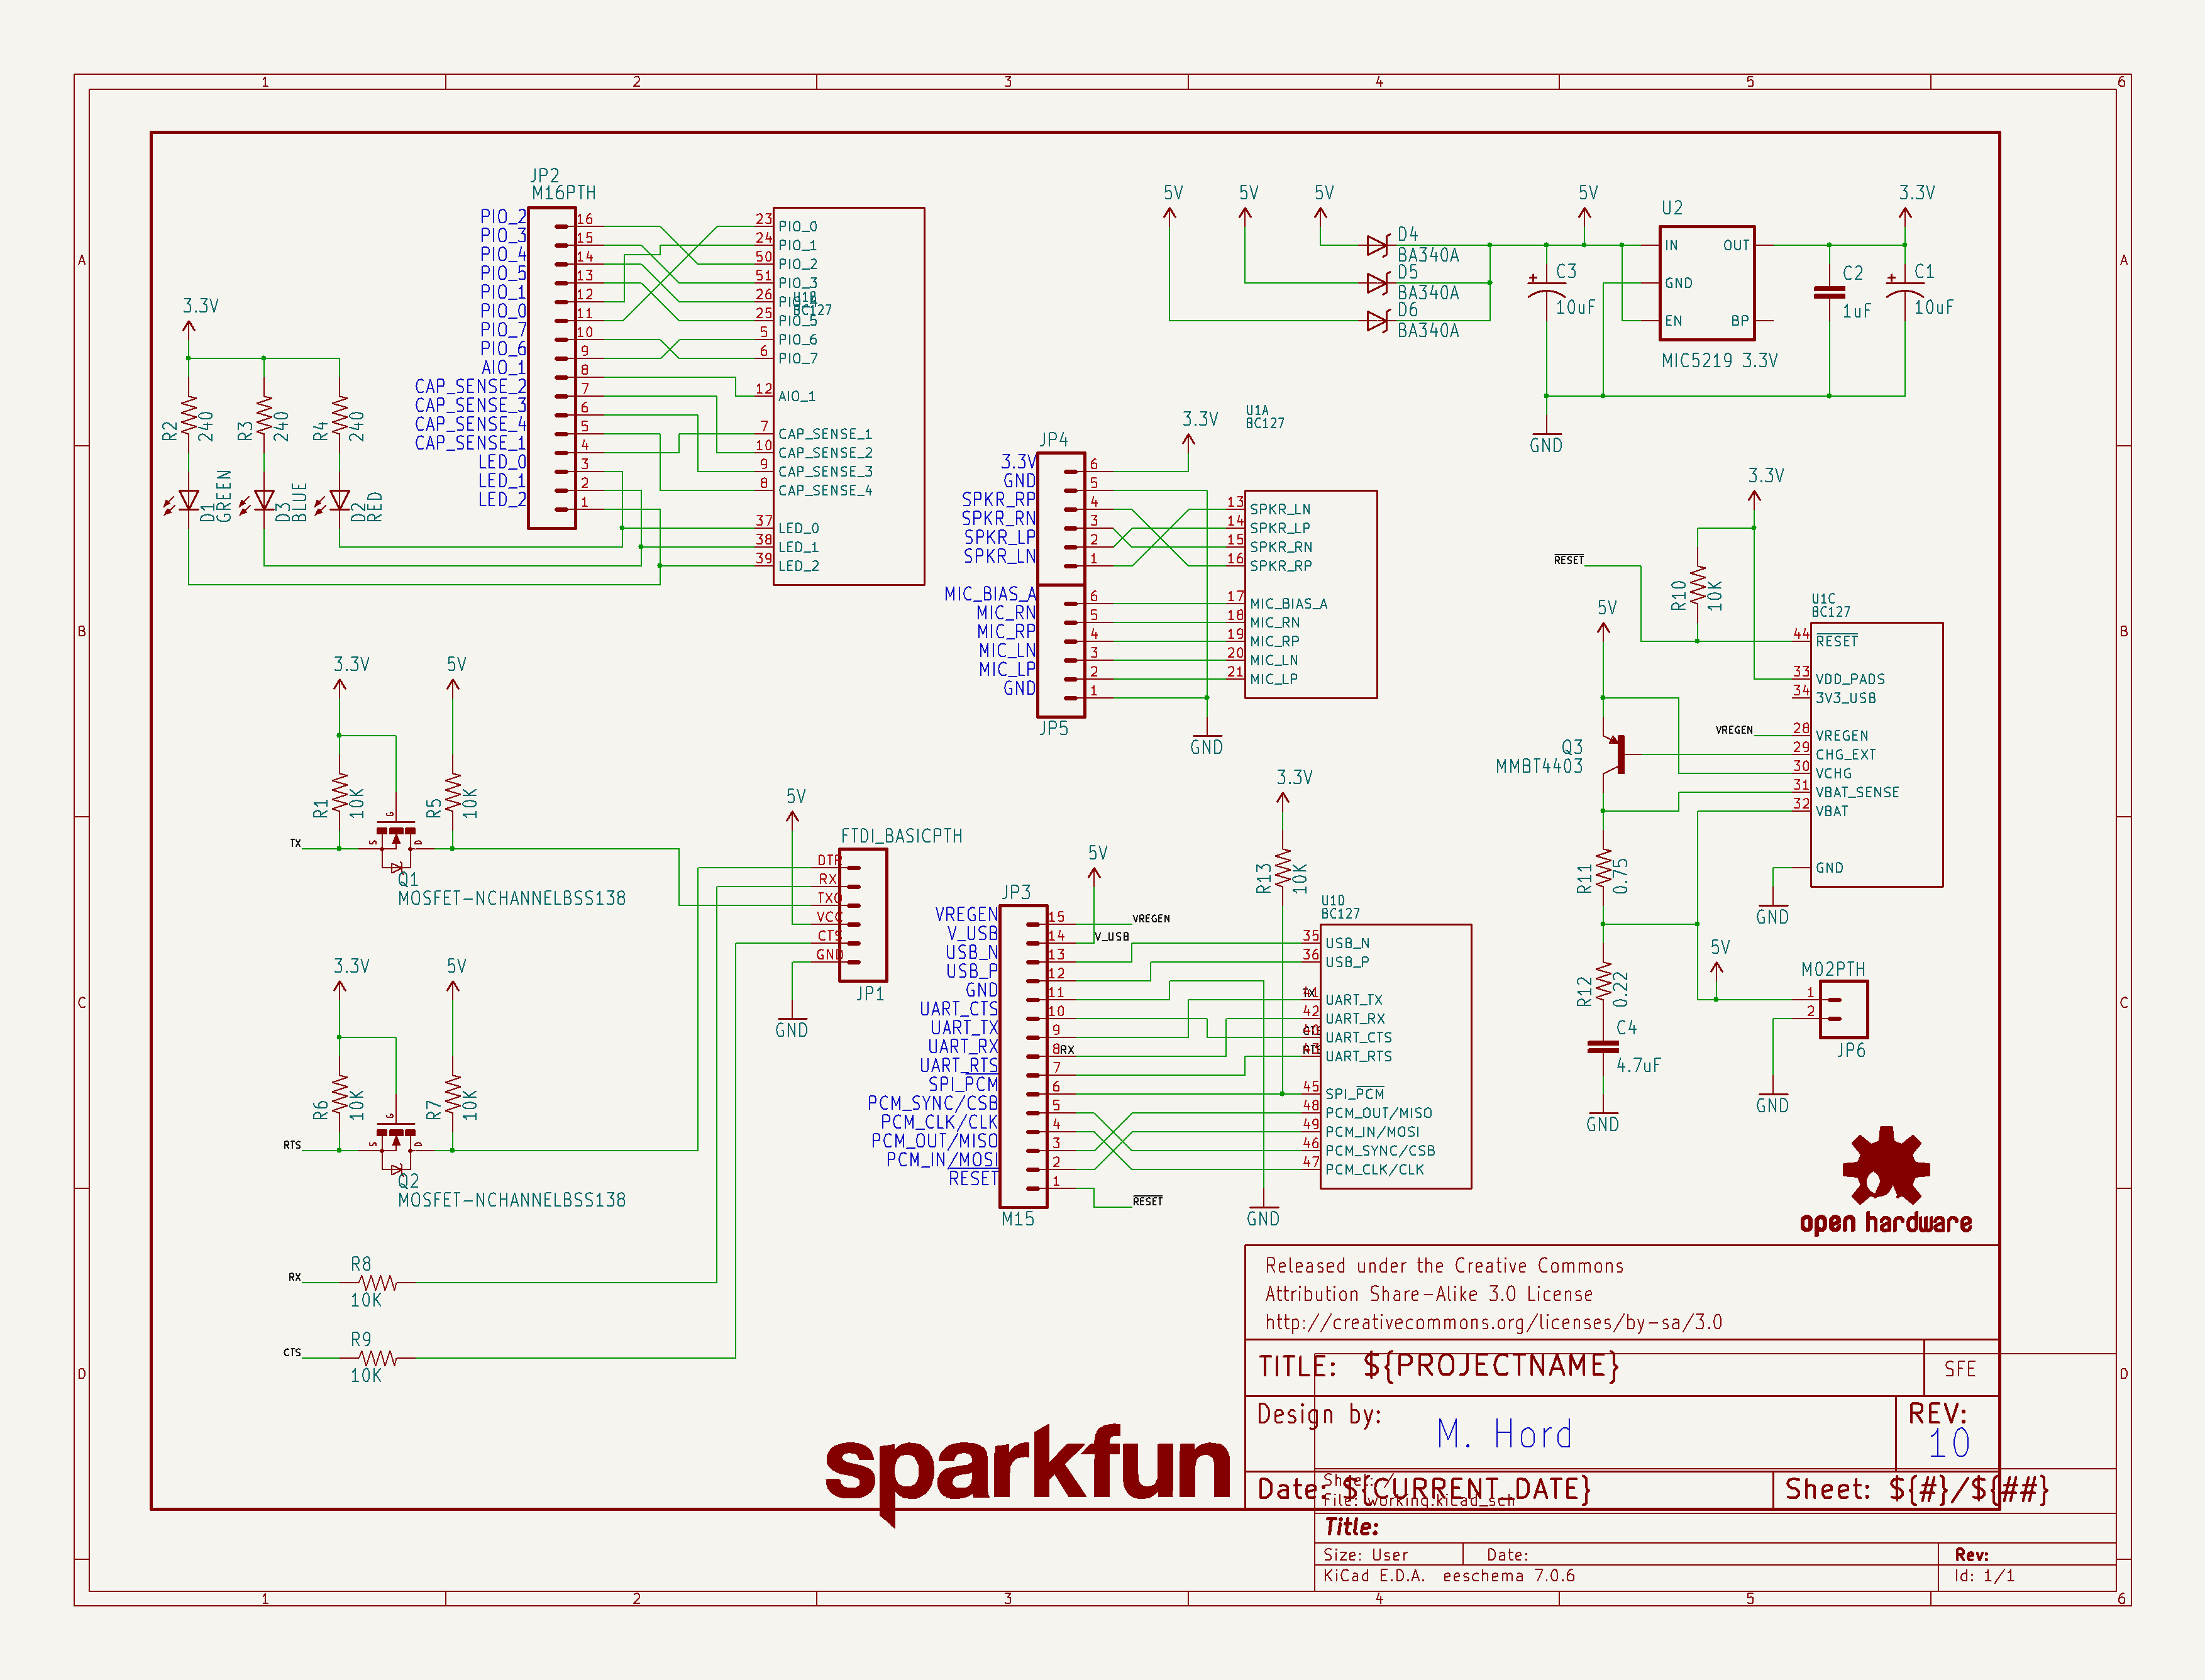 1 2 3 4 5 6
A
B
C
D
JP2
M16PTH
PIO_2
PIO_3
PIO_4
PIO_5
PIO_1
PIO_0
PIO_7
PIO_6
AIO_1
CAP_SENSE_2
CAP_SENSE_3
CAP_SENSE_4
CAP_SENSE_1
LED_0
LED_1
LED_2
16
15
14
13
12
11
10
9
8
7
6
5
4
3
2
1
23 PIO_0
24 PIO_1
50 PIO_2
51 PIO_3
26 PIO_4
25 PIO_5
5 PIO_6
6 PIO_7
12 AIO_1
7 CAP_SENSE_1
10 CAP_SENSE_2
9 CAP_SENSE_3
8 CAP_SENSE_4
37 LED_0
38 LED_1
39 LED_2
U1B
BC127
3.3V
R2 240
R3 240
R4 240
D1 GREEN
D3 BLUE
D2 RED
5V 5V 5V 5V 3.3V
D4
BA340A
D5
BA340A
D6
BA340A
C3
10uF
U2
IN OUT
GND
EN BP
MIC5219 3.3V
C2
1uF
C1
10uF
GND
3.3V
U1A
BC127
JP4
3.3V
GND
SPKR_RP
SPKR_RN
SPKR_LP
SPKR_LN
6
5
4
3
2
1
MIC_BIAS_A
MIC_RN
MIC_RP
MIC_LN
MIC_LP
GND
6
5
4
3
2
1
JP5
13 SPKR_LN
14 SPKR_LP
15 SPKR_RN
16 SPKR_RP
17 MIC_BIAS_A
18 MIC_RN
19 MIC_RP
20 MIC_LN
21 MIC_LP
GND
3.3V
RESET
R10 10K
5V
U1C
BC127
44 RESET
33 VDD_PADS
34 3V3_USB
VREGEN 28 VREGEN
29 CHG_EXT
30 VCHG
31 VBAT_SENSE
32 VBAT
GND
GND
Q3
MMBT4403
R11 0.75
R12 0.22
C4
4.7uF
GND
5V
M02PTH
1
2
JP6
GND
3.3V 5V
R1 10K
R5 10K
TX
S G D
Q1
MOSFET-NCHANNELBSS138
3.3V 5V
R6 10K
R7 10K
RTS
S G D
Q2
MOSFET-NCHANNELBSS138
RX
R8
10K
CTS
R9
10K
5V
FTDI_BASICPTH
DTR
RX
TXO
VCC
CTS
GND
JP1
GND
5V
JP3
VREGEN
V_USB
USB_N
USB_P
GND
UART_CTS
UART_TX
UART_RX
UART_RTS
SPI_PCM
PCM_SYNC/CSB
PCM_CLK/CLK
PCM_OUT/MISO
PCM_IN/MOSI
RESET
15 VREGEN
14 V_USB
13
12
11
10
9
8 RX
7
6
5
4
3
2
1 RESET
M15
3.3V
R13 10K
U1D
BC127
35 USB_N
36 USB_P
TX 41 UART_TX
42 UART_RX
CTS 40 UART_CTS
RTS 43 UART_RTS
45 SPI_PCM
48 PCM_OUT/MISO
49 PCM_IN/MOSI
46 PCM_SYNC/CSB
47 PCM_CLK/CLK
GND
open hardware
Released under the Creative Commons
Attribution Share-Alike 3.0 License
http://creativecommons.org/licenses/by-sa/3.0
TITLE: ${PROJECTNAME}
SFE
Design by: M. Hord
REV:
10
Date: ${CURRENT_DATE}
Sheet: ${#}/${##}
sparkfun
Sheet: /
File: working.kicad_sch
Title:
Size: User Date: Rev:
KiCad E.D.A. eeschema 7.0.6 Id: 1/1
1 2 3 4 5 6
A
B
C
D